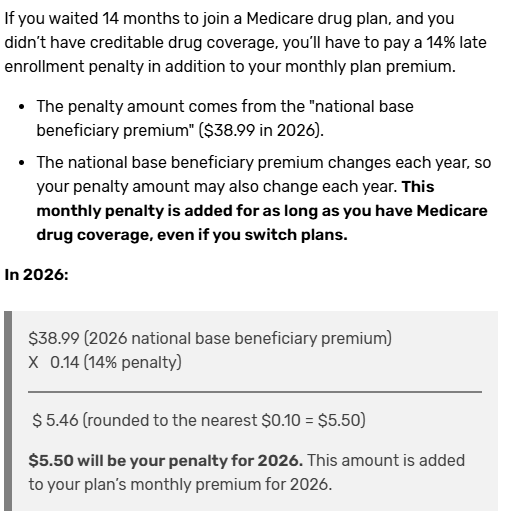 If you waited 14 months to join a Medicare drug plan, and you
didn’t have creditable drug coverage, you’ll have to pay a 14% late
enrollment penalty in addition to your monthly plan premium.
• The penalty amount comes from the "national base
beneficiary premium" ($38.99 in 2026).
• The national base beneficiary premium changes each year, so
your penalty amount may also change each year. This
monthly penalty is added for as long as you have Medicare
drug coverage, even if you switch plans.
In 2026:
$38.99 (2026 national base beneficiary premium)
X 0.14 (14% penalty)
$ 5.46 (rounded to the nearest $0.10 = $5.50)
$5.50 will be your penalty for 2026. This amount is added
to your plan’s monthly premium for 2026.